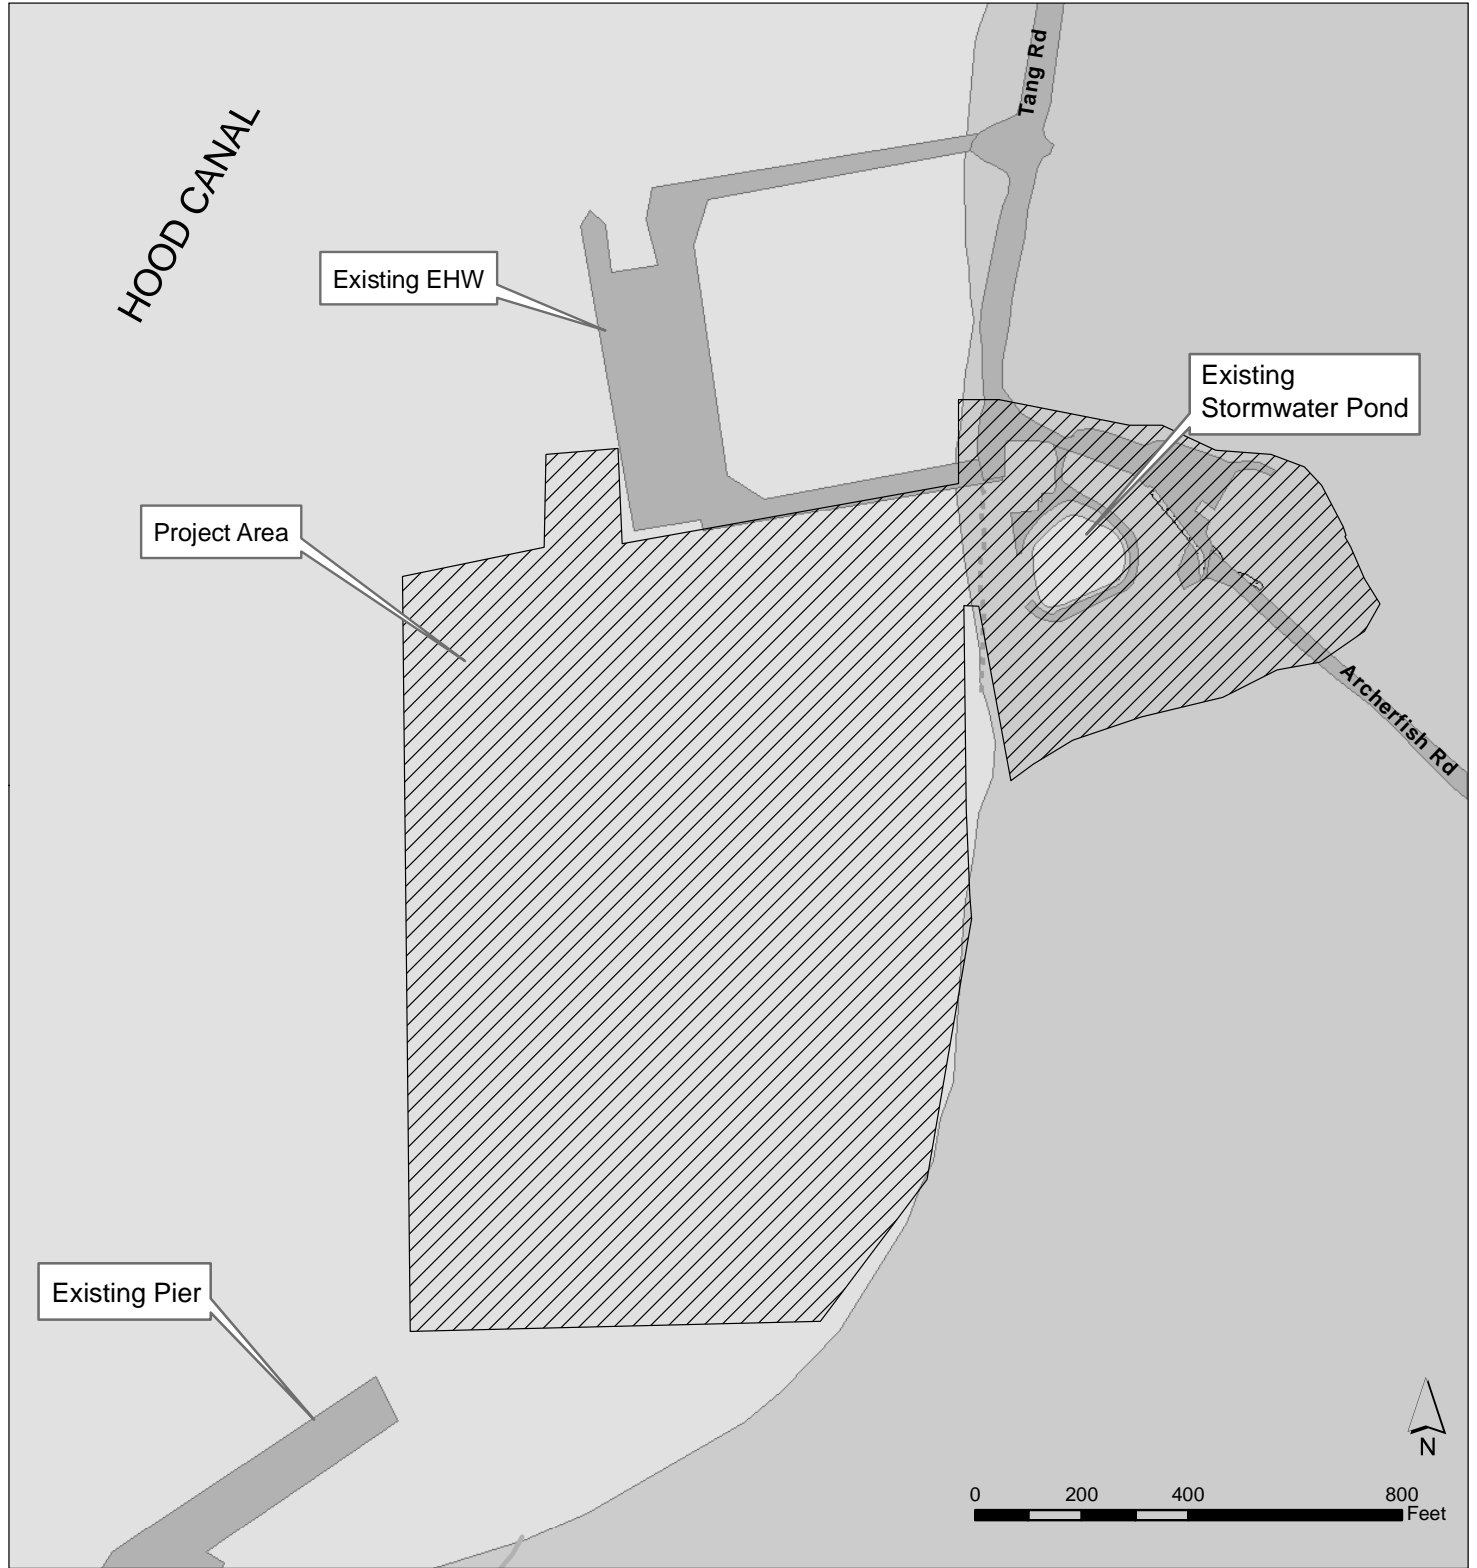 Tang Rd
HOOD CANAL
Existing EHW
Existing
Stormwater Pond
Project Area
Archerfish Rd
Existing Pier
N
0 200 400 800
Feet